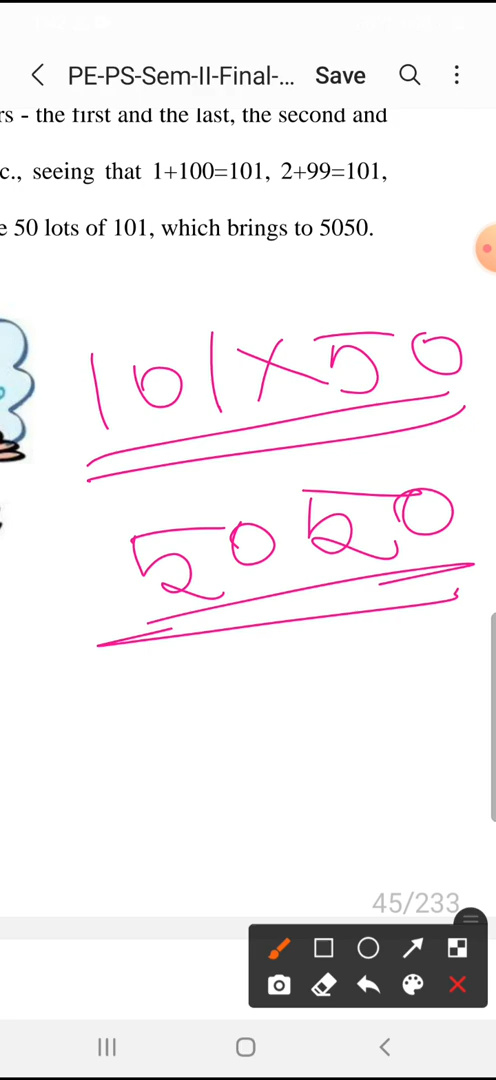 PE-PS-Sem-II-Final-... Save
rs - the first and the last, the second and
c., seeing that 1+100=101, 2+99=101,
e 50 lots of 101, which brings to 5050.
101×50
5050
45/233